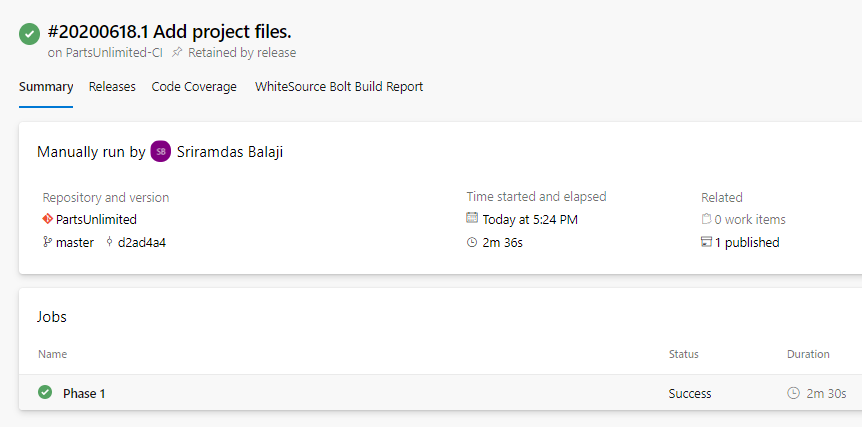 #20200618.1 Add project files.
on PartsUnlimited-CI Retained by release
Summary Releases Code Coverage WhiteSource Bolt Build Report
Manually run by SB Sriramdas Balaji
Repository and version Time started and elapsed Related
PartsUnlimited Today at 5:24 PM 0 work items
master d2ad4a4 2m 36s 1 published
Jobs
Name Status Duration
Phase 1 Success 2m 30s